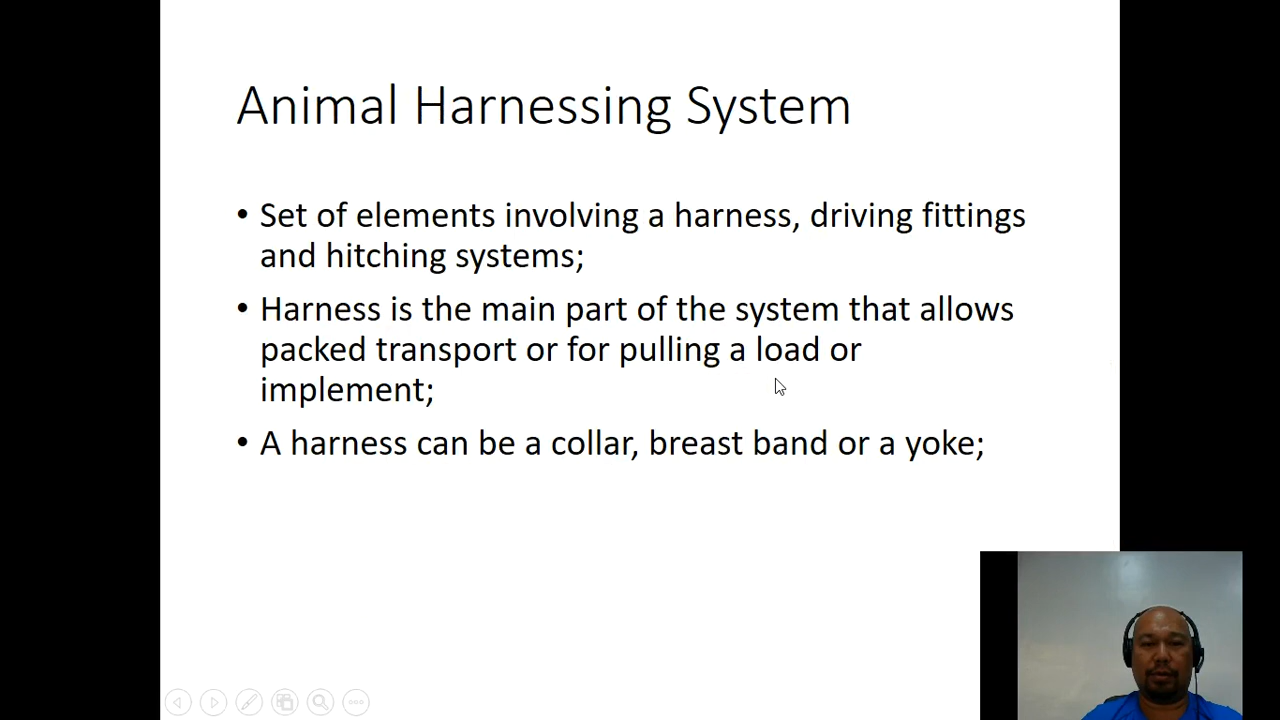 Animal Harnessing System
• Set of elements involving a harness, driving fittings
and hitching systems;
• Harness is the main part of the system that allows
packed transport or for pulling a load or
implement;
• A harness can be a collar, breast band or a yoke;